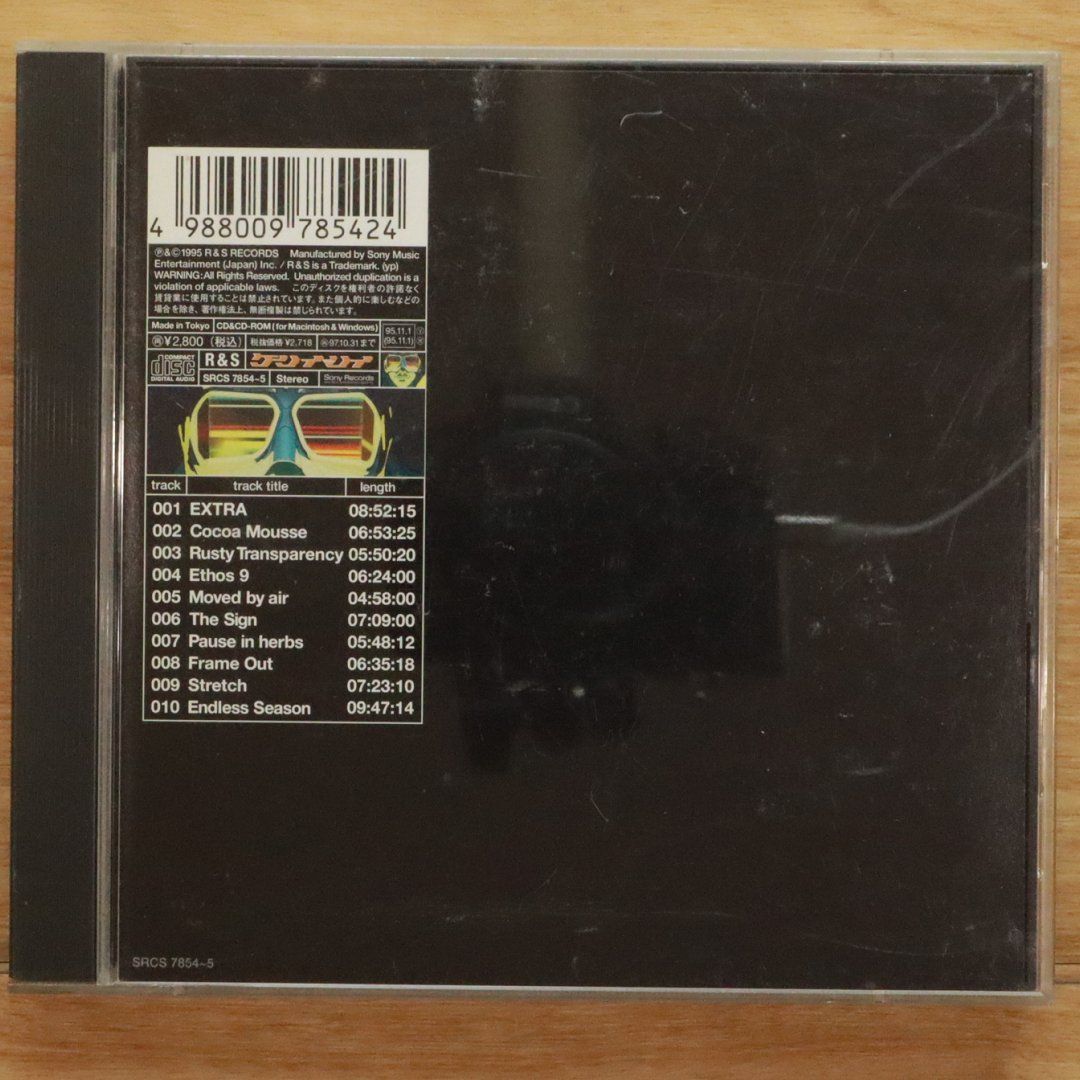 4 988009 785424
Ⓟ&©1995 R & S RECORDS Manufactured by Sony Music
Entertainment (Japan) Inc. / R & S is a Trademark. (yp)
WARNING: All Rights Reserved. Unauthorized duplication is a
violation of applicable laws. このディスクを権利者の許諾なく
賃貸業に使用することは禁止されています。また個人的に楽しむなどの
場合を除き、著作権法上、無断複製は禁じられています。
Made in Tokyo CD&CD-ROM (for Macintosh & Windows) 95.11.1
(95.11.1)
¥2,800 (税込) 税抜価格 ¥2,718 97.10.31まで
COMPACT disc DIGITAL AUDIO
R & S ケンイシイ
SRCS 7854~5 Stereo Sony Records
track track title length
001 EXTRA 08:52:15
002 Cocoa Mousse 06:53:25
003 Rusty Transparency 05:50:20
004 Ethos 9 06:24:00
005 Moved by air 04:58:00
006 The Sign 07:09:00
007 Pause in herbs 05:48:12
008 Frame Out 06:35:18
009 Stretch 07:23:10
010 Endless Season 09:47:14
SRCS 7854~5